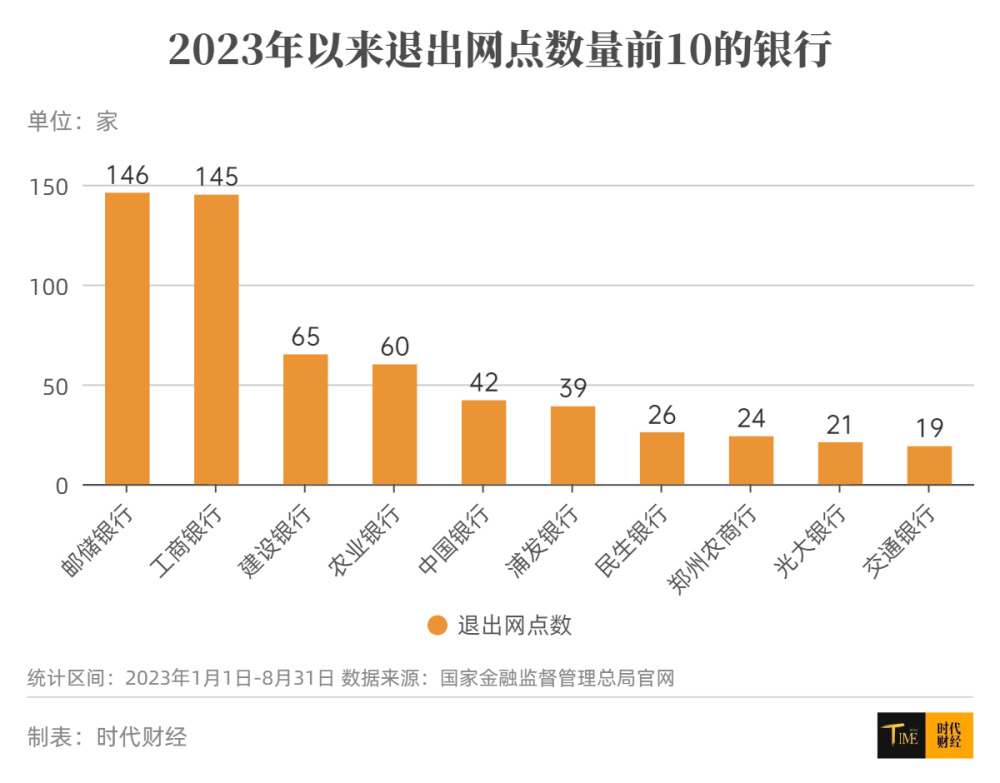 2023年以来退出网点数量前10的银行
单位：家
150
100
50
0
146
145
65
60
42
39
26
24
21
19
邮储银行
工商银行
建设银行
农业银行
中国银行
浦发银行
民生银行
郑州农商行
光大银行
交通银行
退出网点数
统计区间：2023年1月1日-8月31日 数据来源：国家金融监督管理总局官网
制表：时代财经
TIME
时代
财经